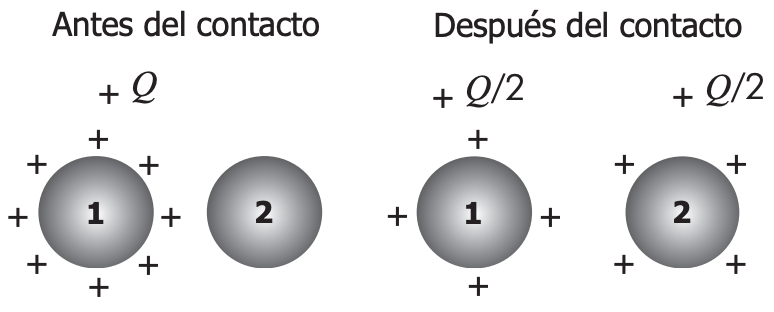 Antes del contacto
Después del contacto
+ Q
+ Q/2
+ Q/2
+
+ +
+ 1 +
+ +
+
2
+
+ 1 +
+
+ +
2
+ +